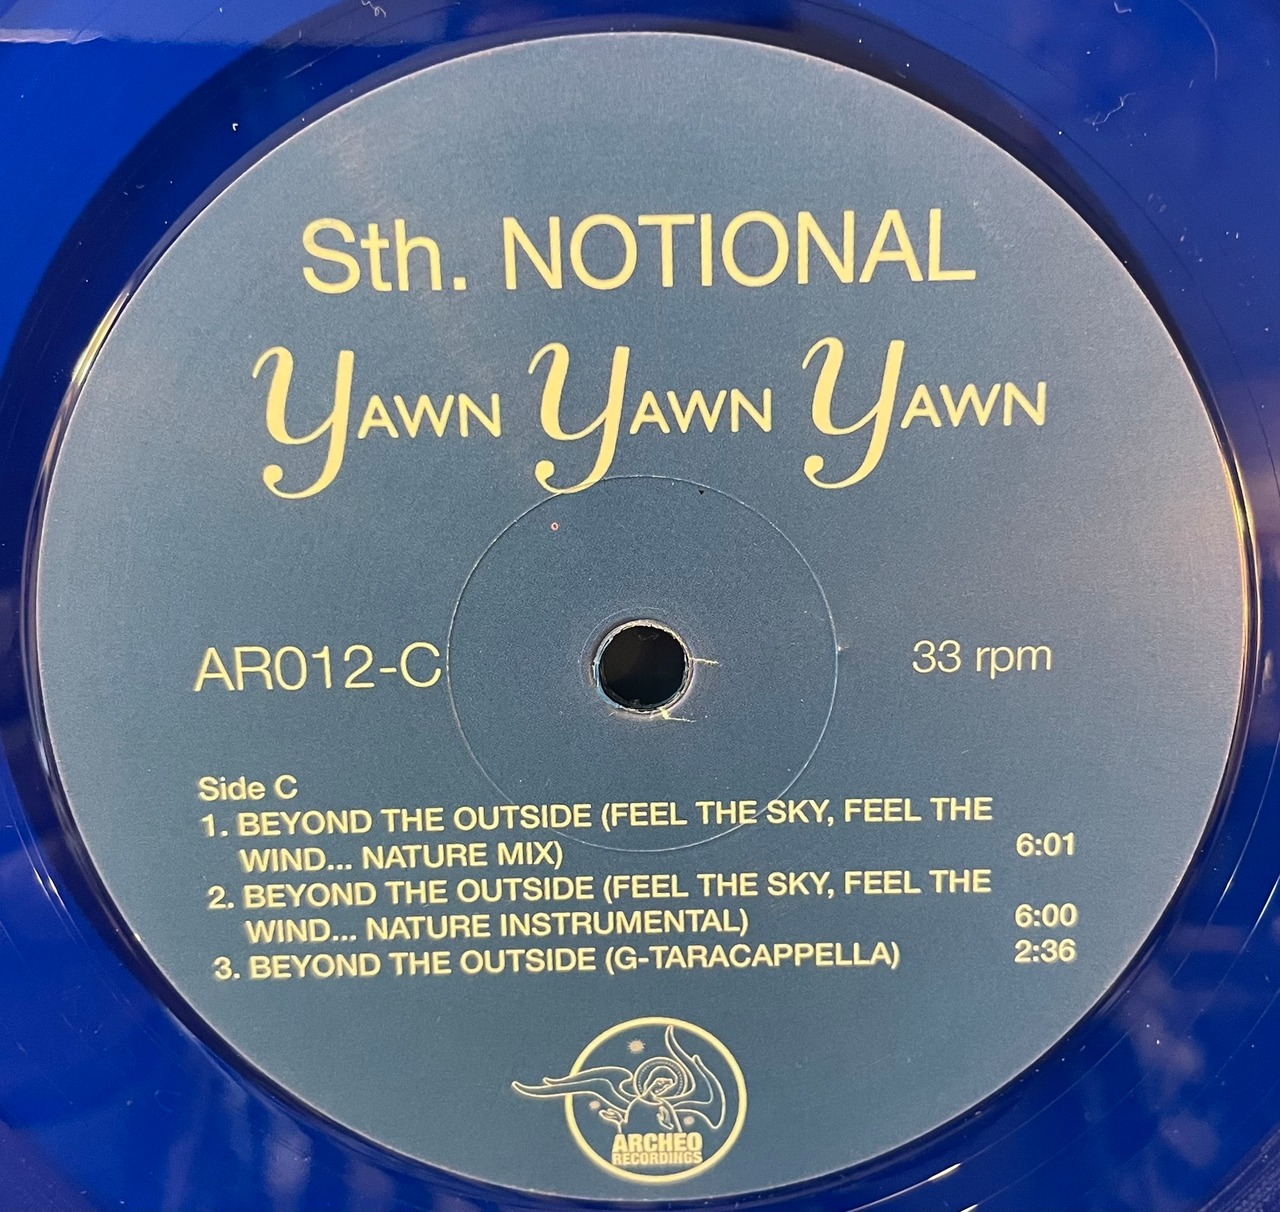 Sth. NOTIONAL
YAWN YAWN YAWN
AR012-C
33 rpm
Side C
1. BEYOND THE OUTSIDE (FEEL THE SKY, FEEL THE
WIND... NATURE MIX) 6:01
2. BEYOND THE OUTSIDE (FEEL THE SKY, FEEL THE
WIND... NATURE INSTRUMENTAL) 6:00
3. BEYOND THE OUTSIDE (G-TARACAPPELLA) 2:36
ARCHEO
RECORDINGS